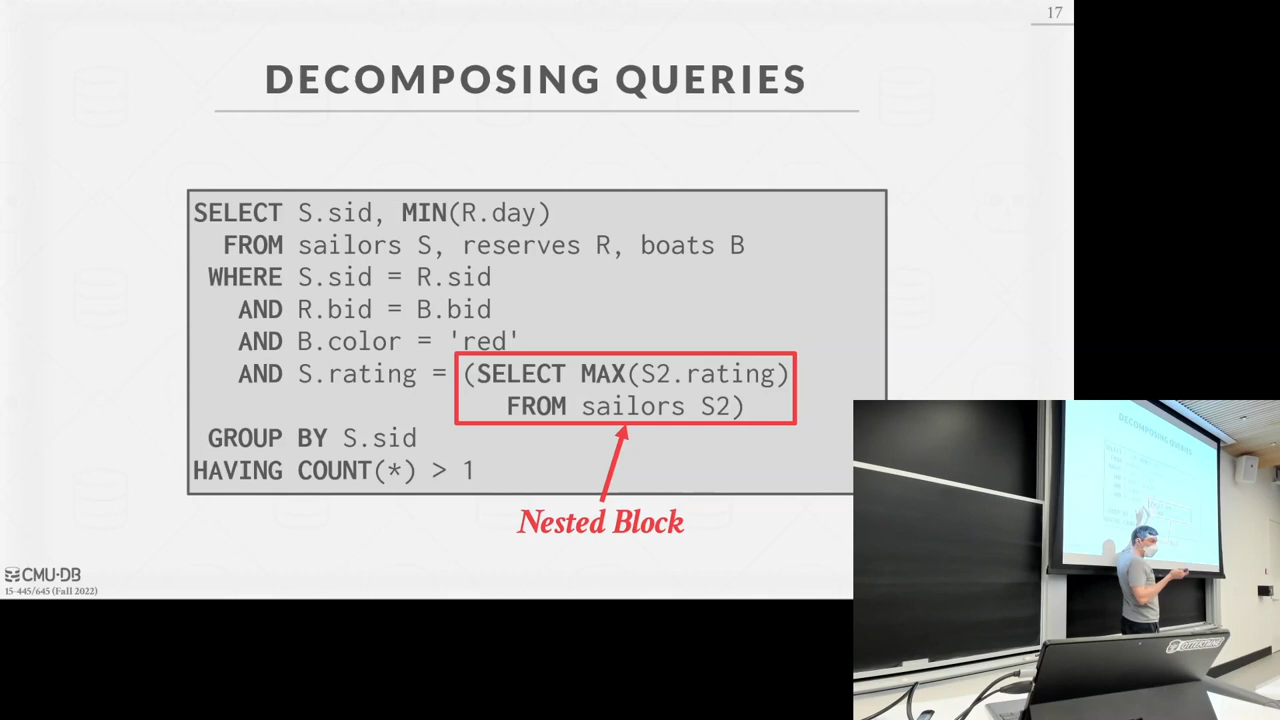 17
DECOMPOSING QUERIES
SELECT S.sid, MIN(R.day)
FROM sailors S, reserves R, boats B
WHERE S.sid = R.sid
AND R.bid = B.bid
AND B.color = 'red'
AND S.rating = (SELECT MAX(S2.rating)
FROM sailors S2)
GROUP BY S.sid
HAVING COUNT(*) > 1
Nested Block
CMU·DB
15-445/645 (Fall 2022)
DECOMPOSING QUERIES